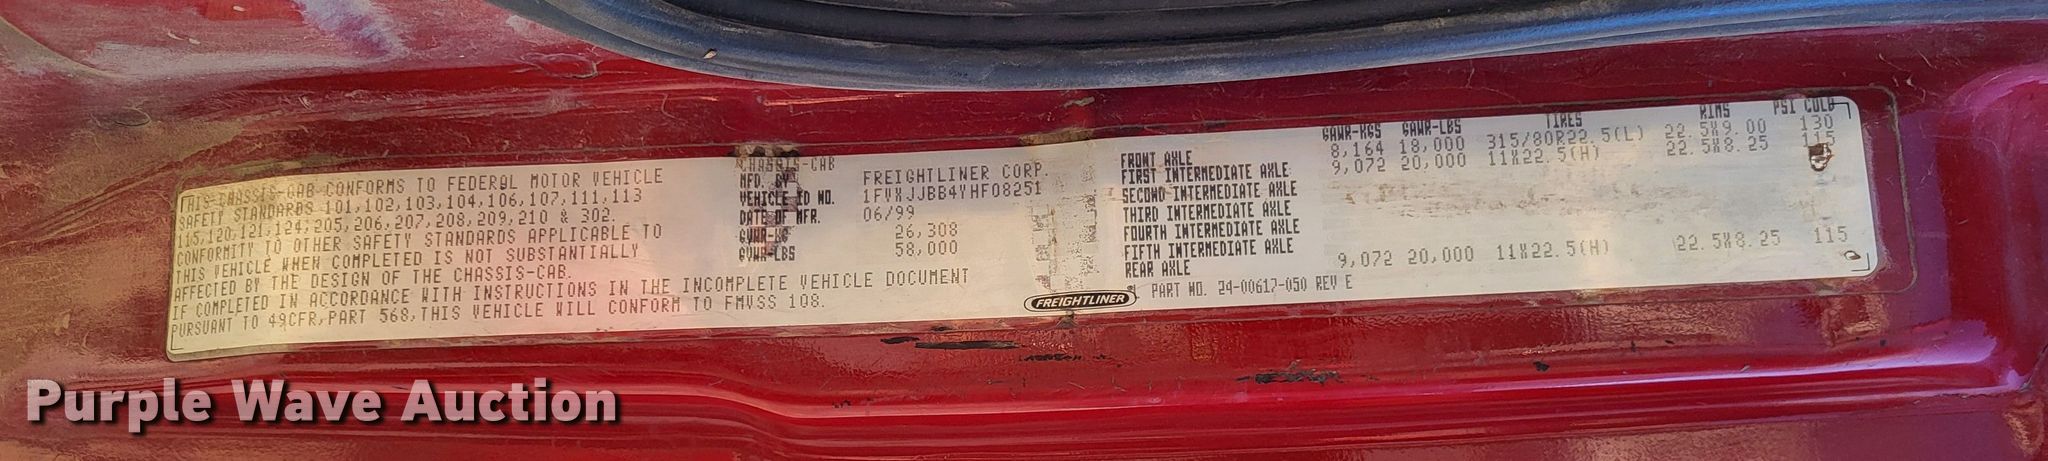 THIS CHASSIS-CAB CONFORMS TO FEDERAL MOTOR VEHICLE
SAFETY STANDARDS 101,102,103,104,106,107,111,113
115,120,121,124,205,206,207,208,209,210 & 302.
CONFORMITY TO OTHER SAFETY STANDARDS APPLICABLE TO
THIS VEHICLE WHEN COMPLETED IS NOT SUBSTANTIALLY
AFFECTED BY THE DESIGN OF THE CHASSIS-CAB.
IF COMPLETED IN ACCORDANCE WITH INSTRUCTIONS IN THE INCOMPLETE VEHICLE DOCUMENT
PURSUANT TO 49CFR,PART 568,THIS VEHICLE WILL CONFORM TO FMVSS 108.
CHASSIS-CAB
MFD. BY FREIGHTLINER CORP.
VEHICLE ID NO. 1FVXJJBB4YHF08251
DATE OF MFR. 06/99
GVWR-KG 26,308
GVWR-LBS 58,000
FREIGHTLINER
GAWR-KGS GAWR-LBS TIRES RIMS PSI COLD
FRONT AXLE 8,164 18,000 315/80R22.5(L) 22.5X9.00 130
FIRST INTERMEDIATE AXLE 9,072 20,000 11X22.5(H) 22.5X8.25 115
SECOND INTERMEDIATE AXLE
THIRD INTERMEDIATE AXLE
FOURTH INTERMEDIATE AXLE
FIFTH INTERMEDIATE AXLE
REAR AXLE 9,072 20,000 11X22.5(H) 22.5X8.25 115
PART NO. 24-00617-050 REV E
Purple Wave Auction